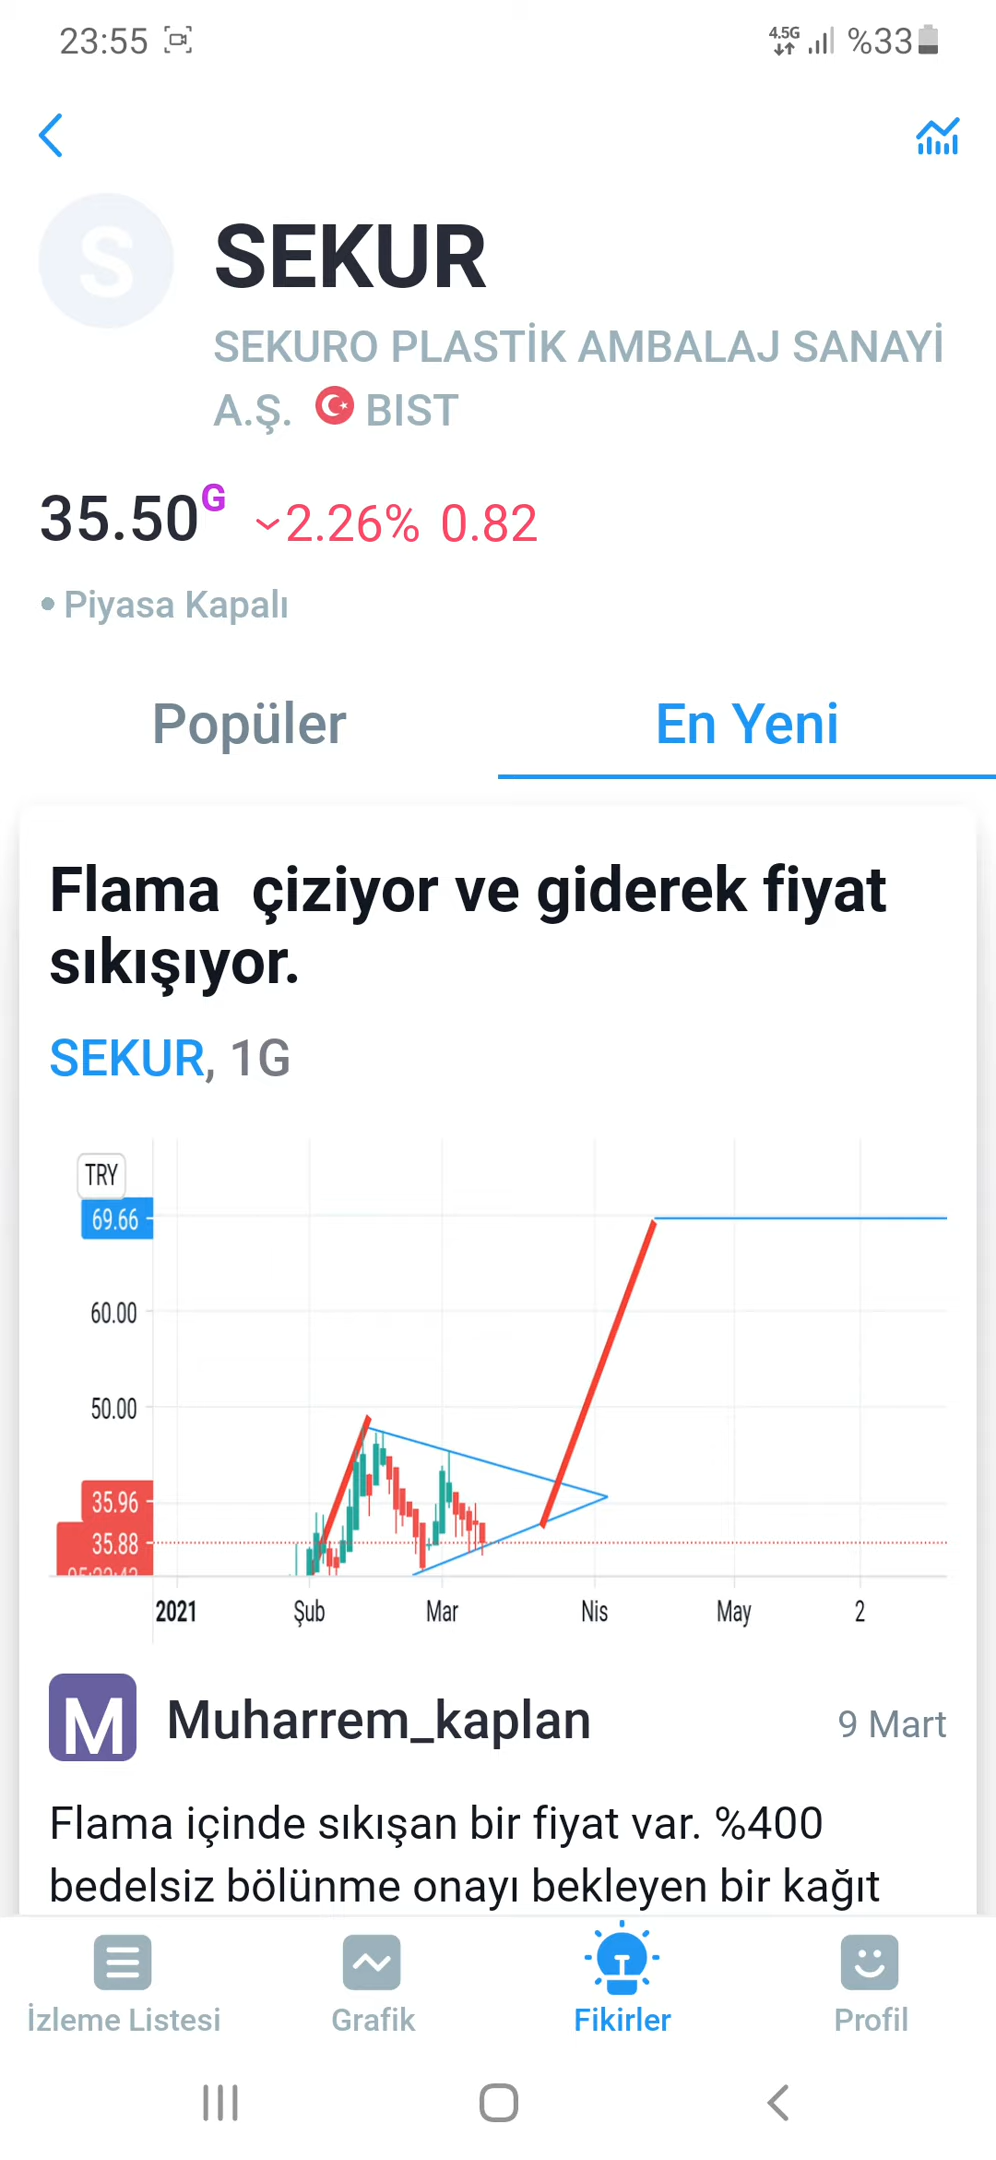 23:55
4.5G %33
S
SEKUR
SEKURO PLASTİK AMBALAJ SANAYİ
A.Ş. BIST
35.50 G 2.26% 0.82
• Piyasa Kapalı
Popüler En Yeni
Flama çiziyor ve giderek fiyat
sıkışıyor.
SEKUR, 1G
TRY
69.66
60.00
50.00
35.96
35.88
2021 Şub Mar Nis May 2
M Muharrem_kaplan 9 Mart
Flama içinde sıkışan bir fiyat var. %400
bedelsiz bölünme onayı bekleyen bir kağıt
İzleme Listesi Grafik Fikirler Profil